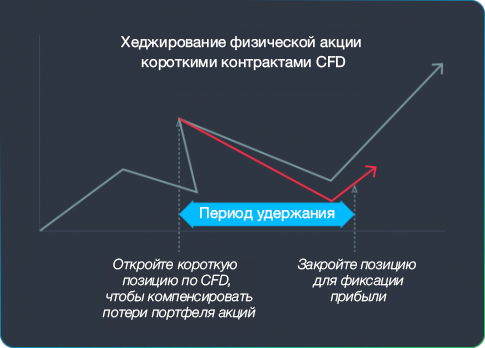 Хеджирование физической акции
короткими контрактами CFD
Период удержания
Откройте короткую
позицию по CFD,
чтобы компенсировать
потери портфеля акций
Закройте позицию
для фиксации
прибыли